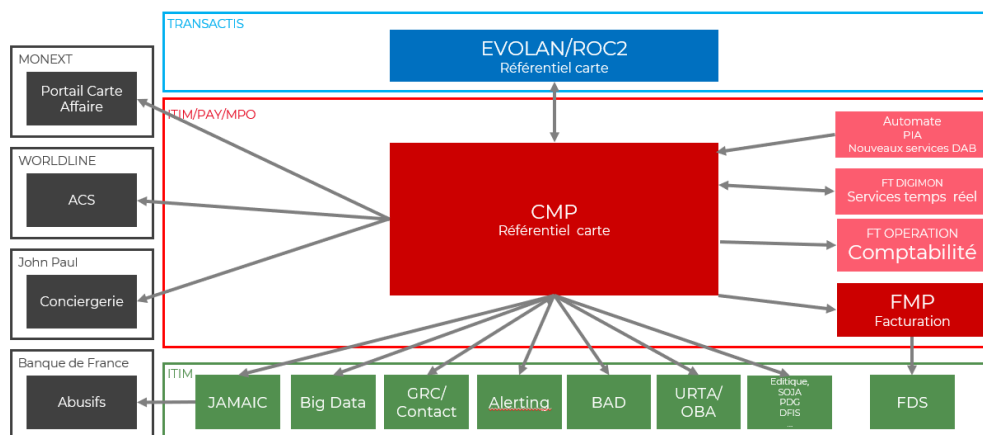 TRANSACTIS
EVOLAN/ROC2
Référentiel carte
MONEXT
Portail Carte
Affaire
WORLDLINE
ACS
John Paul
Conciergerie
Banque de France
Abusifs
ITIM/PAY/MPO
CMP
Référentiel carte
Automate
PIA
Nouveaux services DAB
FT DIGIMON
Services temps réel
FT OPERATION
Comptabilité
FMP
Facturation
ITIM
JAMAIC
Big Data
GRC/
Contact
Alerting
BAD
URTA/
OBA
Editique,
SOJA
PDG
DFIS
...
FDS